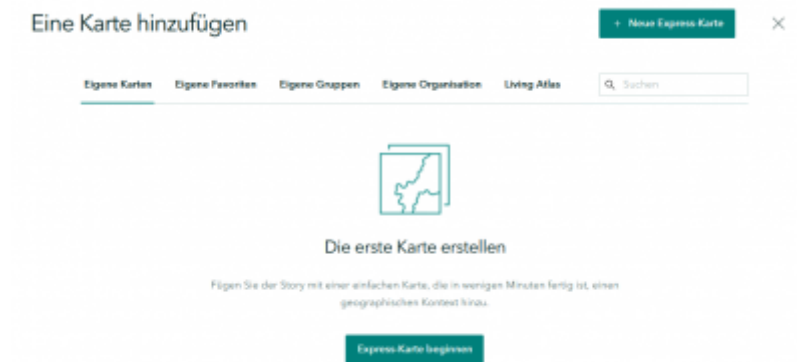 Eine Karte hinzufügen
+ Neue Express-Karte
Eigene Karten Eigene Favoriten Eigene Gruppen Eigene Organisation Living Atlas Suchen
Die erste Karte erstellen
Fügen Sie der Story mit einer einfachen Karte, die in wenigen Minuten fertig ist, einen
geographischen Kontext hinzu.
Express-Karte beginnen